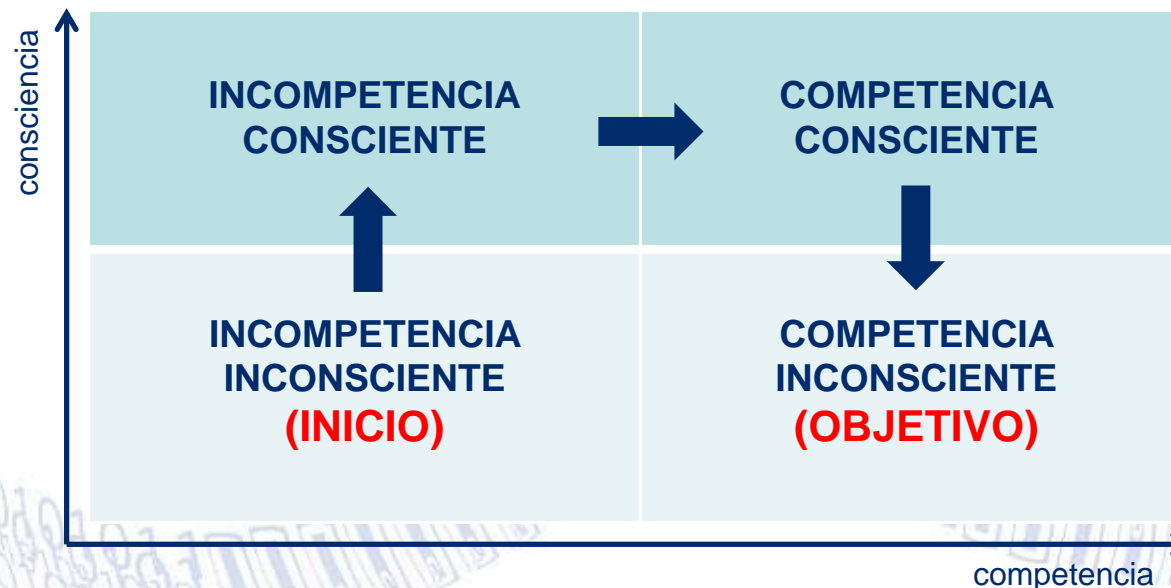 consciencia
INCOMPETENCIA
CONSCIENTE
COMPETENCIA
CONSCIENTE
INCOMPETENCIA
INCONSCIENTE
(INICIO)
COMPETENCIA
INCONSCIENTE
(OBJETIVO)
competencia